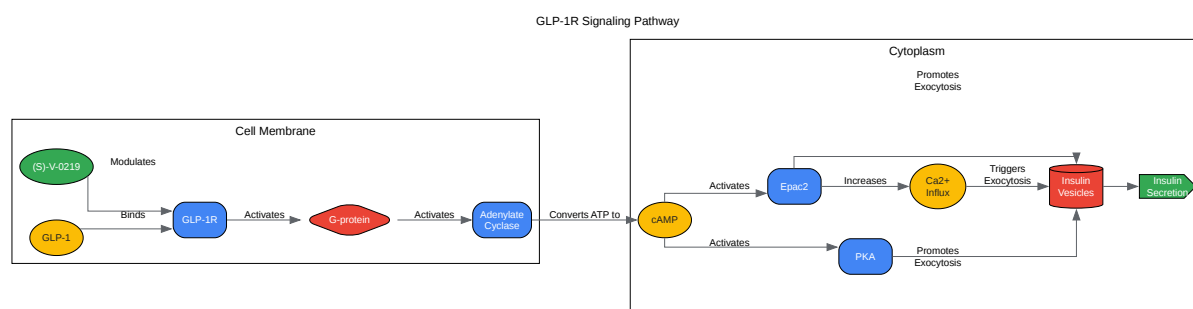 GLP-1R Signaling Pathway
Cell Membrane
(S)-V-0219
Modulates
GLP-1
Binds
GLP-1R
Activates
G-protein
Activates
Adenylate
Cyclase
Converts ATP to
Cytoplasm
Promotes
Exocytosis
cAMP
Activates
Epac2
Increases
Ca2+
Influx
Triggers
Exocytosis
Insulin
Vesicles
Insulin
Secretion
Activates
PKA
Promotes
Exocytosis